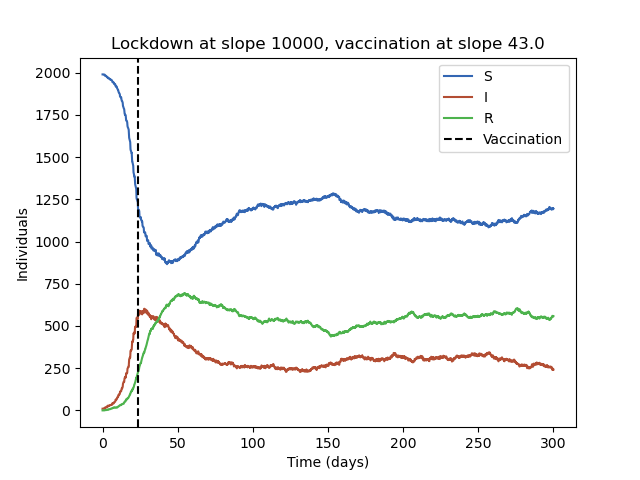 Lockdown at slope 10000, vaccination at slope 43.0
2000
1750
1500
1250
1000
750
500
250
0
Individuals
S
I
R
Vaccination
0
50
100
150
200
250
300
Time (days)